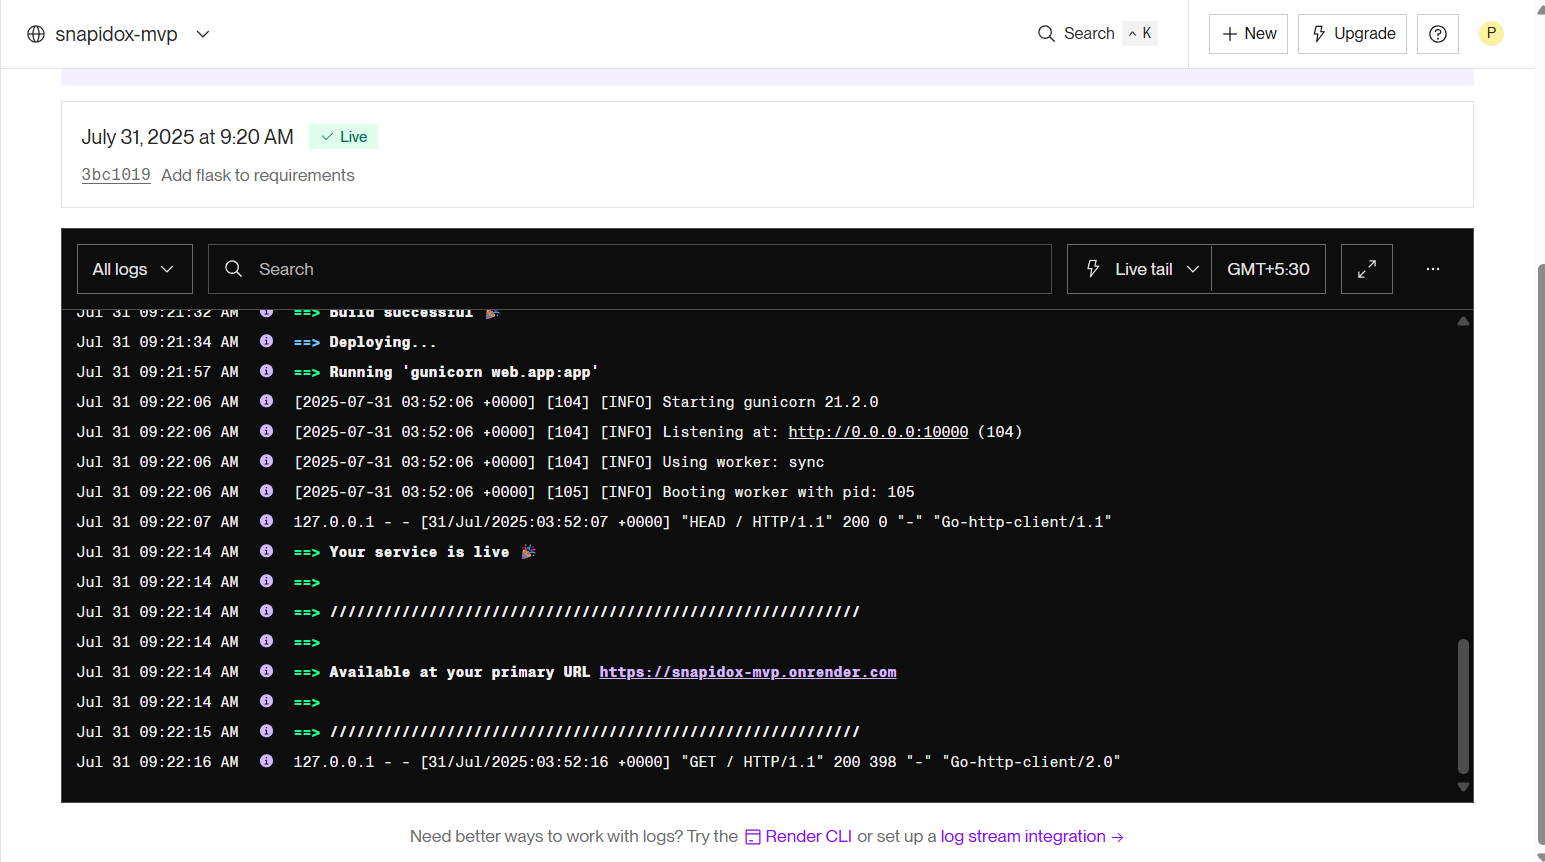 snapidox-mvp
Search ^ K
+ New
Upgrade
P
July 31, 2025 at 9:20 AM
Live
3bc1019 Add flask to requirements
All logs
Search
Live tail
GMT+5:30
...
Jul 31 09:21:32 AM ==> Build successful 🎉
Jul 31 09:21:34 AM ==> Deploying...
Jul 31 09:21:57 AM ==> Running 'gunicorn web.app:app'
Jul 31 09:22:06 AM [2025-07-31 03:52:06 +0000] [104] [INFO] Starting gunicorn 21.2.0
Jul 31 09:22:06 AM [2025-07-31 03:52:06 +0000] [104] [INFO] Listening at: http://0.0.0.0:10000 (104)
Jul 31 09:22:06 AM [2025-07-31 03:52:06 +0000] [104] [INFO] Using worker: sync
Jul 31 09:22:06 AM [2025-07-31 03:52:06 +0000] [105] [INFO] Booting worker with pid: 105
Jul 31 09:22:07 AM 127.0.0.1 - - [31/Jul/2025:03:52:07 +0000] "HEAD / HTTP/1.1" 200 0 "-" "Go-http-client/1.1"
Jul 31 09:22:14 AM ==> Your service is live 🎉
Jul 31 09:22:14 AM ==>
Jul 31 09:22:14 AM ==> ///////////////////////////////////////////////////////////
Jul 31 09:22:14 AM ==>
Jul 31 09:22:14 AM ==> Available at your primary URL https://snapidox-mvp.onrender.com
Jul 31 09:22:14 AM ==>
Jul 31 09:22:15 AM ==> ///////////////////////////////////////////////////////////
Jul 31 09:22:16 AM 127.0.0.1 - - [31/Jul/2025:03:52:16 +0000] "GET / HTTP/1.1" 200 398 "-" "Go-http-client/2.0"
Need better ways to work with logs? Try the Render CLI or set up a log stream integration →